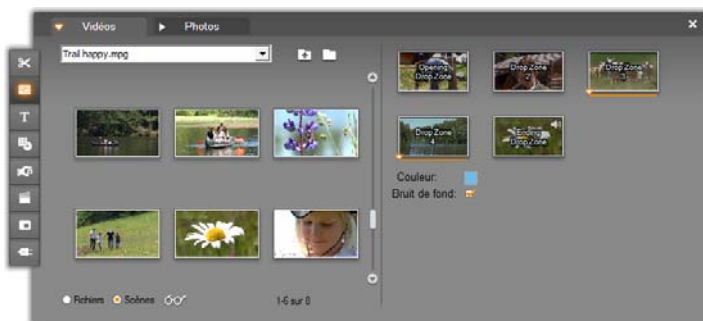 Vidéos
Photos
Trail happy.mpg
Opening
Drop Zone
Drop Zone
2
Drop Zone
3
Drop Zone
4
Ending
Drop Zone
Couleur:
Bruit de fond:
T
Fichiers
Scènes
1-6 sur 8